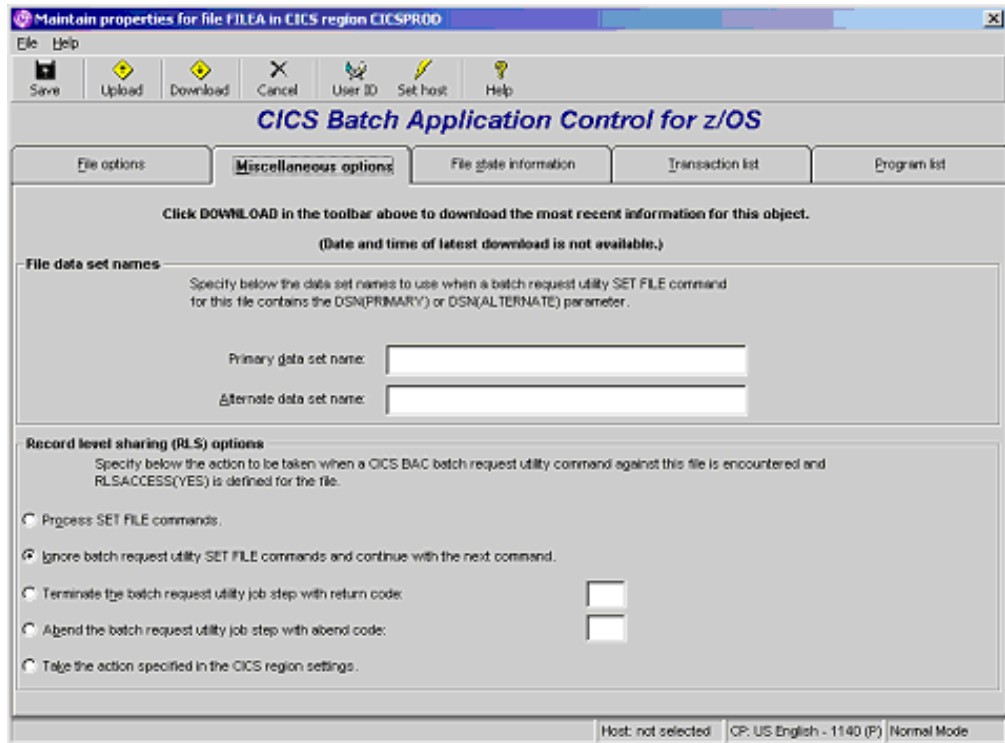 Maintain properties for file FILEA in CICS region CICSPROD
File Help
Save Upload Download Cancel User ID Set host Help
CICS Batch Application Control for z/OS
File options Miscellaneous options File state information Transaction list Program list
Click DOWNLOAD in the toolbar above to download the most recent information for this object.
(Date and time of latest download is not available.)
File data set names
Specify below the data set names to use when a batch request utility SET FILE command
for this file contains the DSN(PRIMARY) or DSN(ALTERNATE) parameter.
Primary data set name:
Alternate data set name:
Record level sharing (RLS) options
Specify below the action to be taken when a CICS BAC batch request utility command against this file is encountered and
RLSACCESS(YES) is defined for the file.
Process SET FILE commands.
Ignore batch request utility SET FILE commands and continue with the next command.
Terminate the batch request utility job step with return code:
Abend the batch request utility job step with abend code:
Take the action specified in the CICS region settings.
Host: not selected CP: US English - 1140 (P) Normal Mode